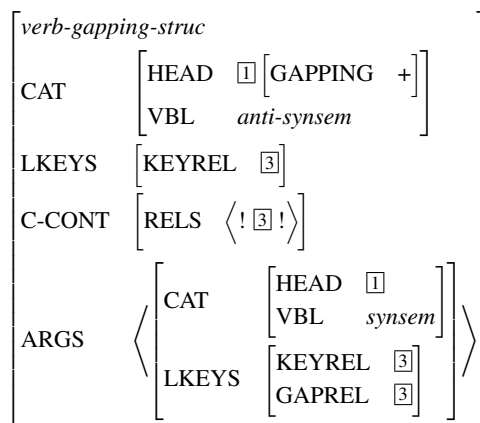 verb-gapping-struc
CAT [HEAD [1] [GAPPING +]
VBL anti-synsem]
LKEYS [KEYREL [3]]
C-CONT [RELS ⟨! [3] !⟩]
ARGS ⟨[CAT [HEAD [1]
VBL synsem]
LKEYS [KEYREL [3]
GAPREL [3]]]⟩